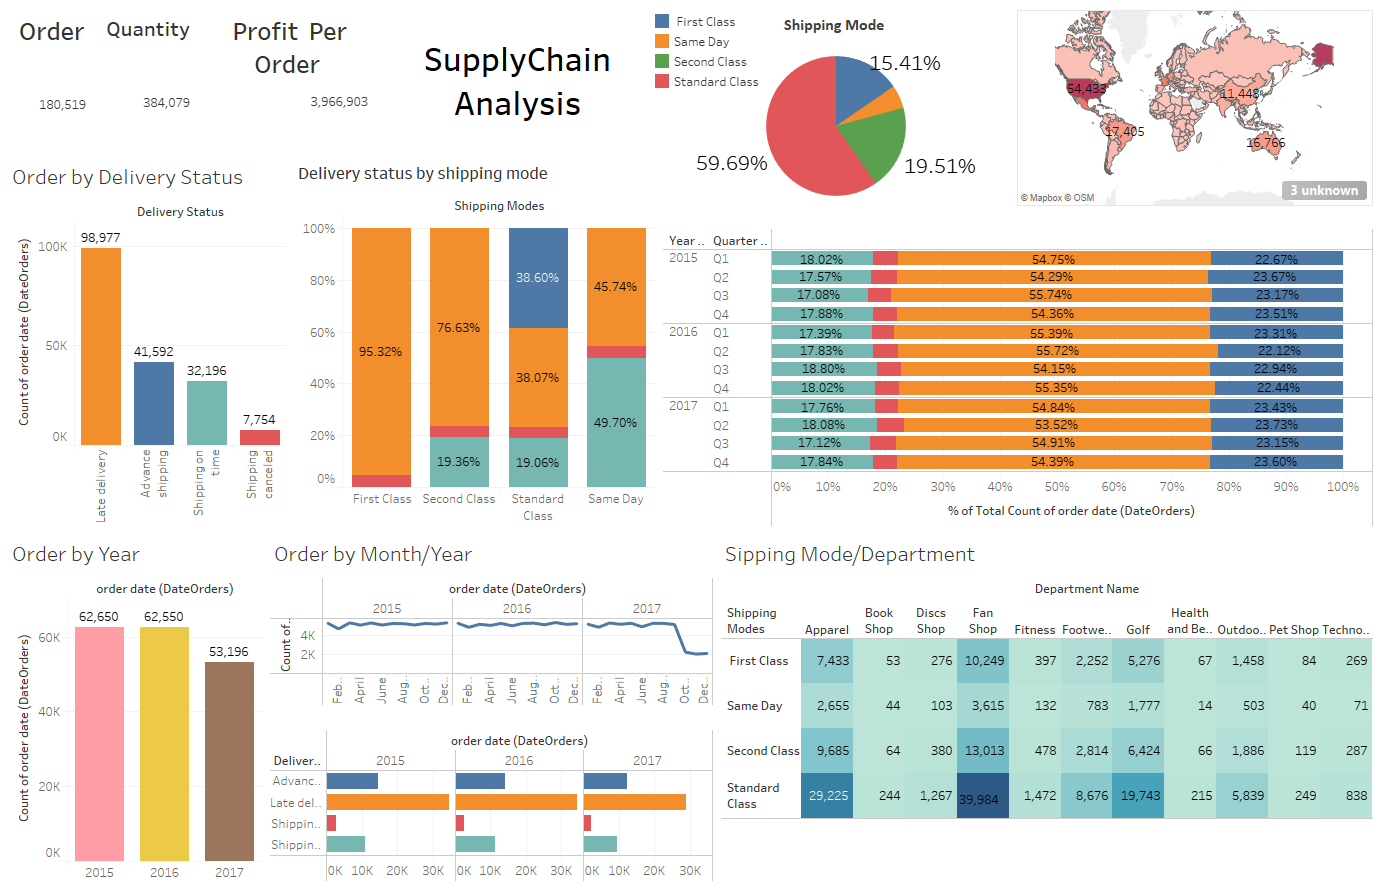 Order
Quantity
Profit Per
Order
180,519
384,079
3,966,903
SupplyChain
Analysis
First Class
Same Day
Second Class
Standard Class
Shipping Mode
15.41%
19.51%
59.69%
54,433
17,405
11,448
16,766
© Mapbox © OSM
3 unknown
Order by Delivery Status
Delivery Status
Count of order date (DateOrders)
100K
50K
0K
98,977
41,592
32,196
7,754
Late delivery
Advance
shipping
Shipping on
time
Shipping
canceled
Delivery status by shipping mode
Shipping Modes
100%
80%
60%
40%
20%
0%
95.32%
76.63%
19.36%
38.60%
38.07%
19.06%
45.74%
49.70%
First Class
Second Class
Standard
Class
Same Day
Year .. Quarter ..
2015 Q1 18.02% 54.75% 22.67%
Q2 17.57% 54.29% 23.67%
Q3 17.08% 55.74% 23.17%
Q4 17.88% 54.36% 23.51%
2016 Q1 17.39% 55.39% 23.31%
Q2 17.83% 55.72% 22.12%
Q3 18.80% 54.15% 22.94%
Q4 18.02% 55.35% 22.44%
2017 Q1 17.76% 54.84% 23.43%
Q2 18.08% 53.52% 23.73%
Q3 17.12% 54.91% 23.15%
Q4 17.84% 54.39% 23.60%
0% 10% 20% 30% 40% 50% 60% 70% 80% 90% 100%
% of Total Count of order date (DateOrders)
Order by Year
order date (DateOrders)
Count of order date (DateOrders)
60K
40K
20K
0K
62,650
62,550
53,196
2015 2016 2017
Order by Month/Year
order date (DateOrders)
2015 2016 2017
Count of..
4K
2K
Feb.. April June Aug.. Oct.. Dec.. Feb.. April June Aug.. Oct.. Dec.. Feb.. April June Aug.. Oct.. Dec..
order date (DateOrders)
Deliver.. 2015 2016 2017
Advanc..
Late del..
Shippin..
Shippin..
0K 10K 20K 30K 0K 10K 20K 30K 0K 10K 20K 30K
Sipping Mode/Department
Department Name
Shipping
Modes
Apparel
Book
Shop
Discs
Shop
Fan
Shop
Fitness
Footwe..
Golf
Health
and Be..
Outdoo..
Pet Shop
Techno..
First Class 7,433 53 276 10,249 397 2,252 5,276 67 1,458 84 269
Same Day 2,655 44 103 3,615 132 783 1,777 14 503 40 71
Second Class 9,685 64 380 13,013 478 2,814 6,424 66 1,886 119 287
Standard
Class
29,225 244 1,267 39,984 1,472 8,676 19,743 215 5,839 249 838